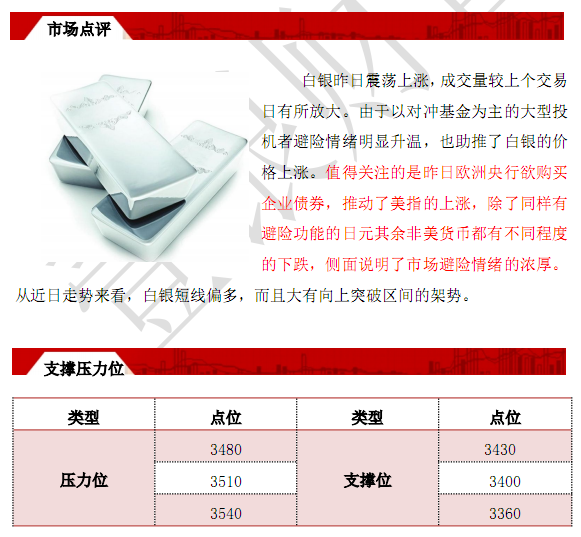 市场点评
白银昨日震荡上涨，成交量较上个交易
日有所放大。由于以对冲基金为主的大型投
机者避险情绪明显升温，也助推了白银的价
格上涨。值得关注的是昨日欧洲央行欲购买
企业债券，推动了美指的上涨，除了同样有
避险功能的日元其余非美货币都有不同程度
的下跌，侧面说明了市场避险情绪的浓厚。
从近日走势来看，白银短线偏多，而且大有向上突破区间的架势。
支撑压力位
类型 点位 类型 点位
压力位 3480 支撑位 3430
3510 3400
3540 3360